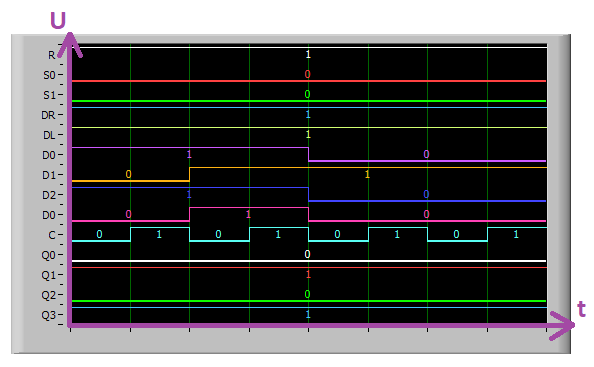 U
R 1
S0 0
S1 0
DR 1
DL 1
D0 1 0
D1 0 1
D2 1 0
D0 0 1 0
C 0 1 0 1 0 1 0 1
Q0 0
Q1 1
Q2 0
Q3 1
t